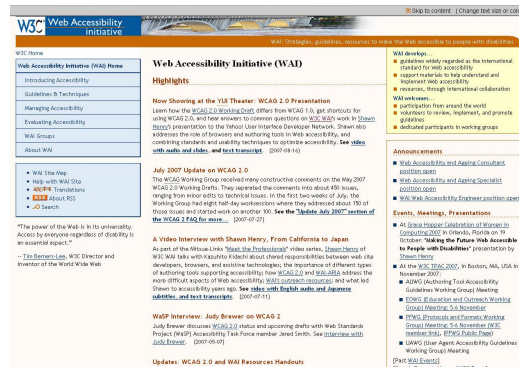 Skip to content | Change text size or colo
W3C Web Accessibility
initiative
WAI: Strategies, guidelines, resources to make the Web accessible to people with disabilities
W3C Home
Web Accessibility Initiative (WAI) Home
Introducing Accessibility
Guidelines & Techniques
Managing Accessibility
Evaluating Accessibility
WAI Groups
About WAI
WAI Site Map
Help with WAI Site
Translations
About RSS
Search
"The power of the Web is in its universality.
Access by everyone regardless of disability is
an essential aspect."
-- Tim Berners-Lee, W3C Director and
inventor of the World Wide Web
Web Accessibility Initiative (WAI)
Highlights
Now Showing at the YUI Theater: WCAG 2.0 Presentation
Learn how the WCAG 2.0 Working Draft differs from WCAG 1.0, get shortcuts for
using WCAG 2.0, and hear answers to common questions on W3C WAI's work in Shawn
Henry's presentation to the Yahoo! User Interface Developer Network. Shawn also
addresses the role of browsers and authoring tools in Web accessibility, and
combining standards and usability techniques to optimize accessibility. See video
with audio and slides, and text transcript. [2007-08-16]
July 2007 Update on WCAG 2.0
The WCAG Working Group received many constructive comments on the May 2007
WCAG 2.0 Working Drafts. They separated the comments into about 450 issues,
ranging from minor edits to technical issues. In the first two weeks of July, the
Working Group had eight half-day worksessions where they addressed about 190 of
those issues and started work on another 100. See the "Update July 2007" section of
the WCAG 2 FAQ for more.... [2007-07-27]
A Video Interview with Shawn Henry, From California to Japan
As part of the Mitsue-Links "Meet the Professionals" video series, Shawn Henry of
W3C WAI talks with Kazuhito Kidachi about shared responsibilities between web site
developers, browsers, and assistive technologies; the importance of different types
of authoring tools supporting accessibility; how WCAG 2.0 and WAI-ARIA address the
more difficult aspects of Web accessibility; WAI's outreach resources; and what led
Shawn to accessibility years ago. See video with English audio and Japanese
subtitles, and text transcripts. [2007-07-11]
WaSP Interview: Judy Brewer on WCAG 2
Judy Brewer discusses WCAG 2.0 status and upcoming drafts with Web Standards
Project (WaSP) Accessibility Task Force member Jared Smith. See Interview with
Judy Brewer. [2007-05-07]
Updates: WCAG 2.0 and WAI Resources Handouts
WAI develops...
guidelines widely regarded as the international
standard for Web accessibility
support materials to help understand and
implement Web accessibility
resources, through international collaboration
WAI welcomes...
participation from around the world
volunteers to review, implement, and promote
guidelines
dedicated participants in working groups
Announcements
Web Accessibility and Ageing Consultant
position open
Web Accessibility and Ageing Specialist
position open
WAI Web Accessibility Engineer position open
Events, Meetings, Presentations
At Grace Hopper Celebration of Women in
Computing 2007 in Orlando, Florida on 19
October: "Making the Future Web Accessible
to People with Disabilities" presentation by
Shawn Henry
At the W3C TPAC 2007, in Boston, MA, USA in
November 2007:
AUWG (Authoring Tool Accessibility
Guidelines Working Group) Meeting
EOWG (Education and Outreach Working
Group) Meeting: 5-6 November
PFWG (Protocols and Formats Working
Group) Meeting: 5-6 November (W3C
member link), (PFWG Public Page)
UAWG (User Agent Accessibility Guidelines
Working Group) Meeting
[Past WAI Events]